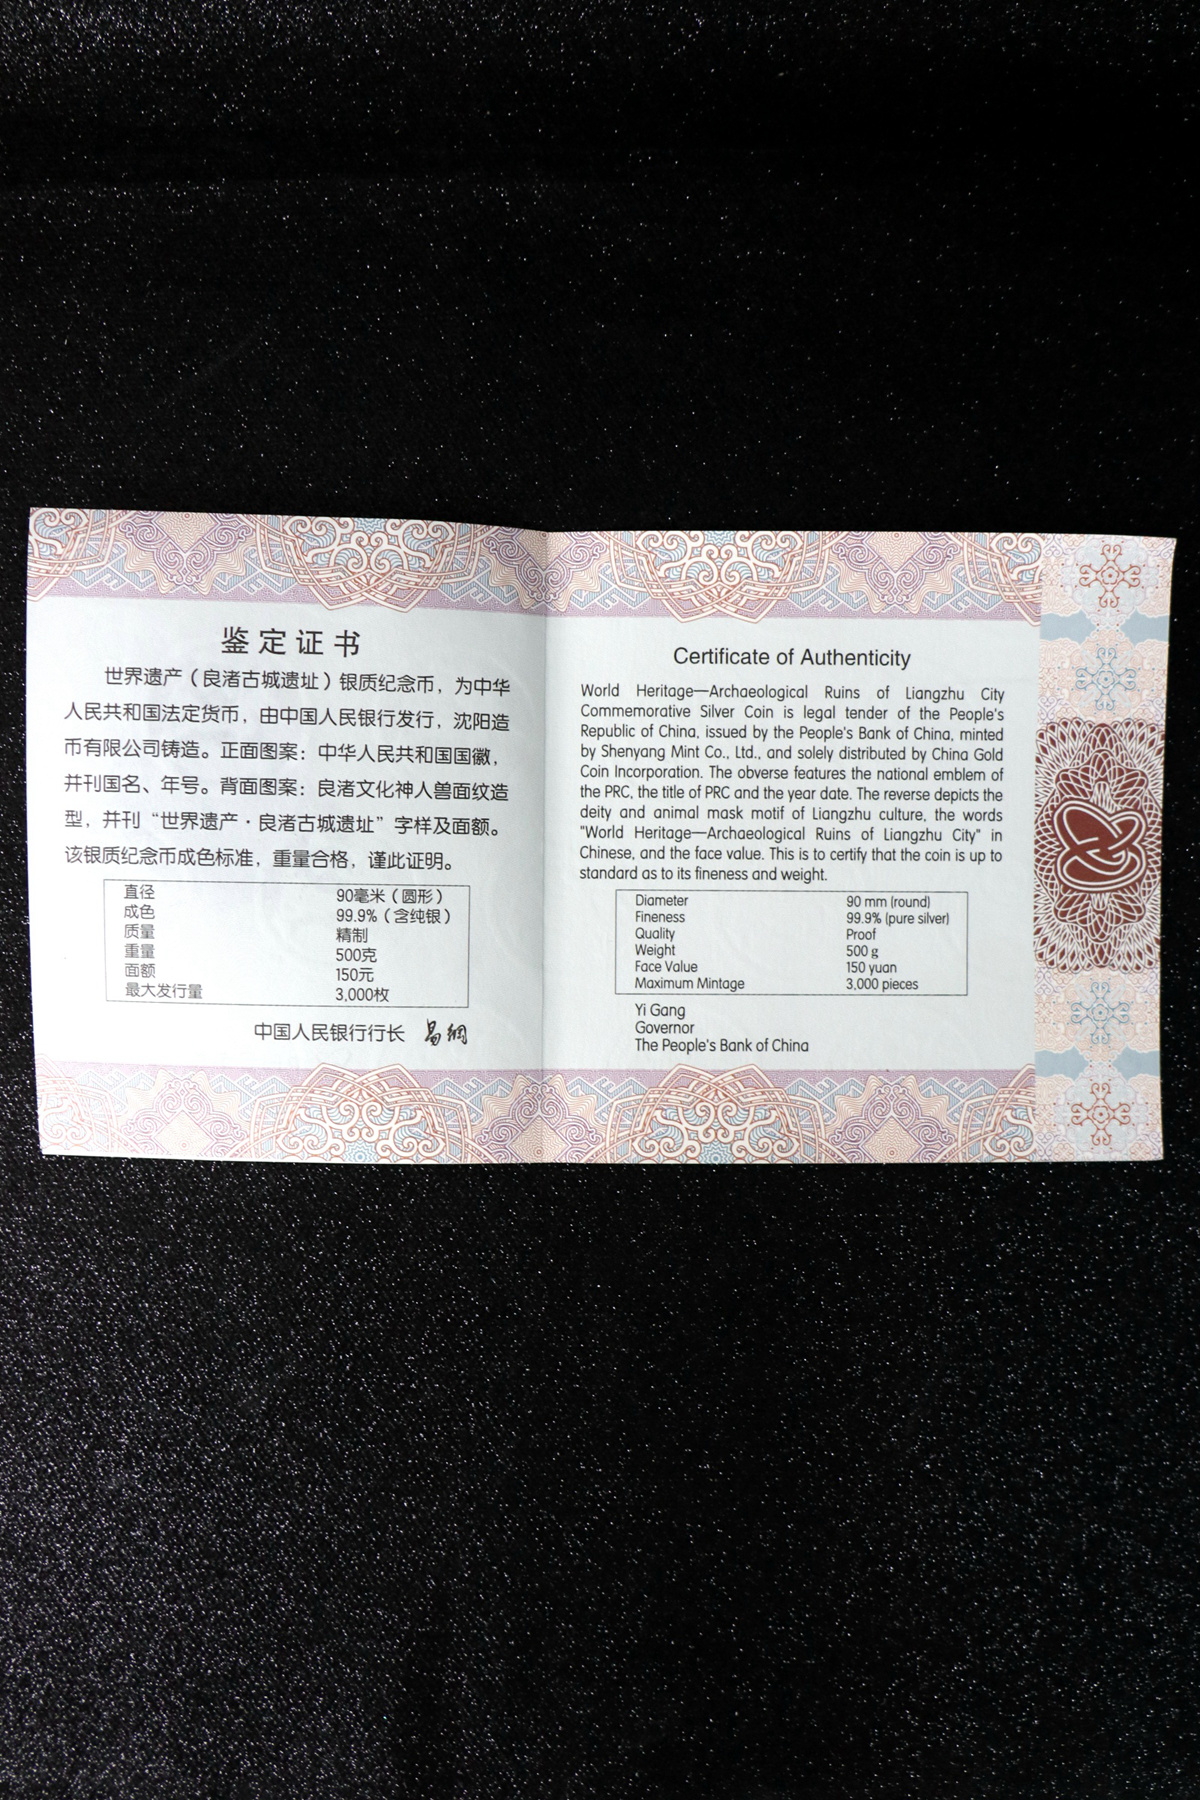 鉴定证书
世界遗产（良渚古城遗址）银质纪念币，为中华
人民共和国法定货币，由中国人民银行发行，沈阳造
币有限公司铸造。正面图案：中华人民共和国国徽，
并刊国名、年号。背面图案：良渚文化神人兽面纹造
型，并刊“世界遗产·良渚古城遗址”字样及面额。
该银质纪念币成色标准，重量合格，谨此证明。
直径 90毫米（圆形）
成色 99.9%（含纯银）
质量 精制
重量 500克
面额 150元
最大发行量 3,000枚
中国人民银行行长 易纲
Certificate of Authenticity
World Heritage—Archaeological Ruins of Liangzhu City
Commemorative Silver Coin is legal tender of the People's
Republic of China, issued by the People's Bank of China, minted
by Shenyang Mint Co., Ltd., and solely distributed by China Gold
Coin Incorporation. The obverse features the national emblem of
the PRC, the title of PRC and the year date. The reverse depicts the
deity and animal mask motif of Liangzhu culture, the words
"World Heritage—Archaeological Ruins of Liangzhu City" in
Chinese, and the face value. This is to certify that the coin is up to
standard as to its fineness and weight.
Diameter 90 mm (round)
Fineness 99.9% (pure silver)
Quality Proof
Weight 500 g
Face Value 150 yuan
Maximum Mintage 3,000 pieces
Yi Gang
Governor
The People's Bank of China